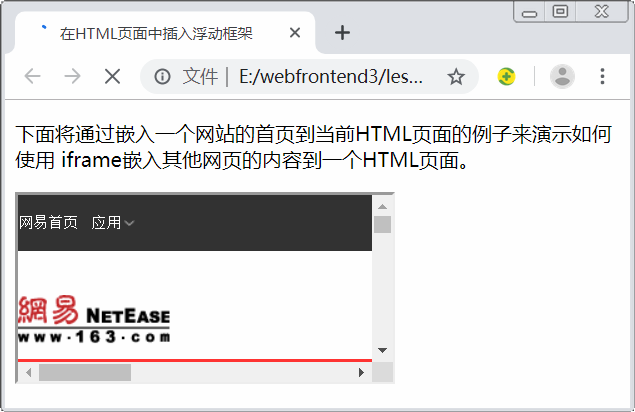 在HTML页面中插入浮动框架
文件 | E:/webfrontend3/les...
下面将通过嵌入一个网站的首页到当前HTML页面的例子来演示如何
使用 iframe嵌入其他网页的内容到一个HTML页面。
网易首页 应用
網易 NETEASE
www.163.com